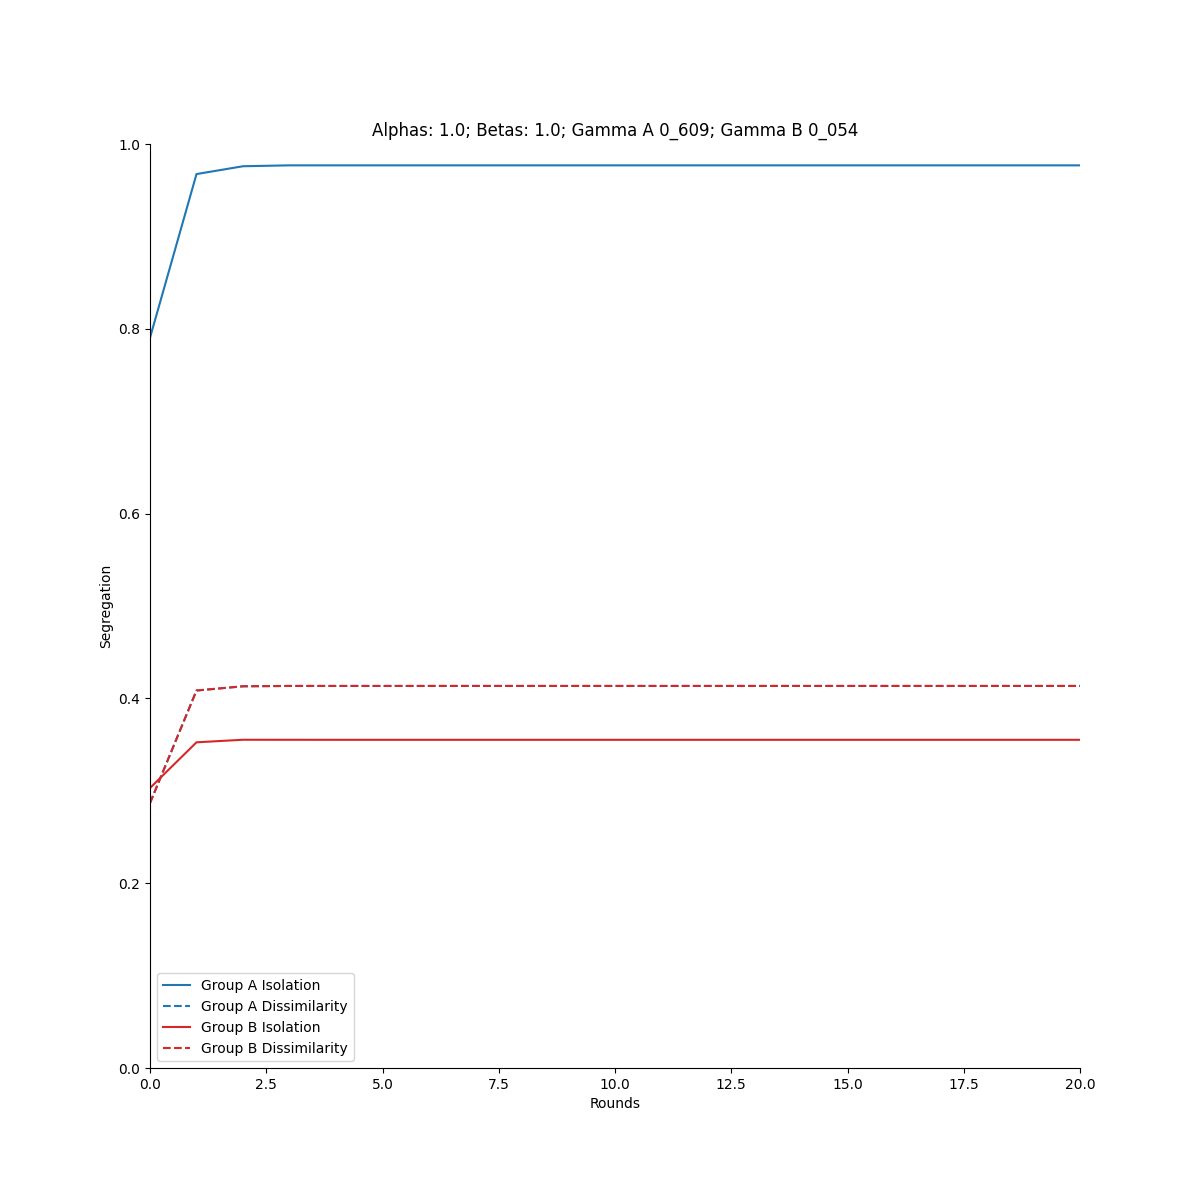 Alphas: 1.0; Betas: 1.0; Gamma A 0_609; Gamma B 0_054
1.0
0.8
0.6
0.4
0.2
0.0
Segregation
Group A Isolation
Group A Dissimilarity
Group B Isolation
Group B Dissimilarity
0.0 2.5 5.0 7.5 10.0 12.5 15.0 17.5 20.0
Rounds